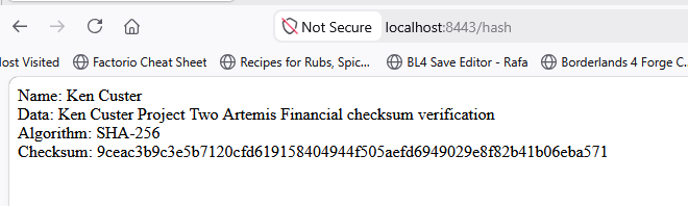 Not Secure localhost:8443/hash
Most Visited Factorio Cheat Sheet Recipes for Rubs, Spic... BL4 Save Editor - Rafa Borderlands 4 Forge C...
Name: Ken Custer
Data: Ken Custer Project Two Artemis Financial checksum verification
Algorithm: SHA-256
Checksum: 9ceac3b9c3e5b7120cfd619158404944f505aefd6949029e8f82b41b06eba571